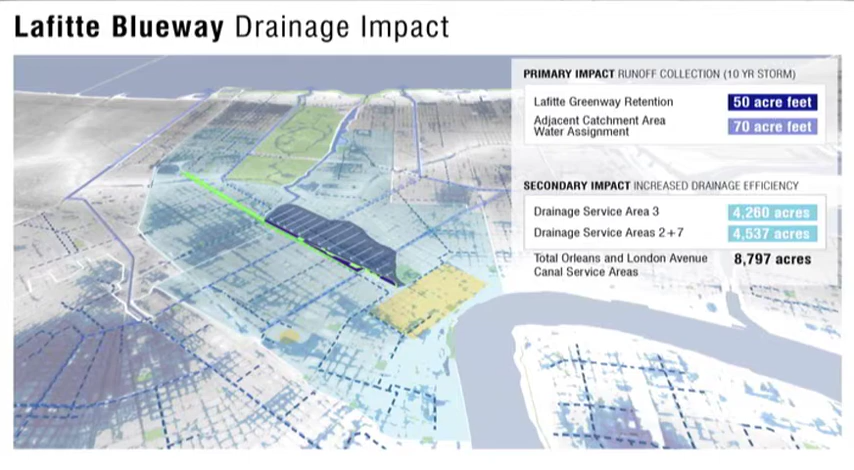 Lafitte Blueway Drainage Impact
PRIMARY IMPACT RUNOFF COLLECTION (10 YR STORM)
Lafitte Greenway Retention 50 acre feet
Adjacent Catchment Area
Water Assignment 70 acre feet
SECONDARY IMPACT INCREASED DRAINAGE EFFICIENCY
Drainage Service Area 3 4,260 acres
Drainage Service Areas 2+7 4,537 acres
Total Orleans and London Avenue 8,797 acres
Canal Service Areas